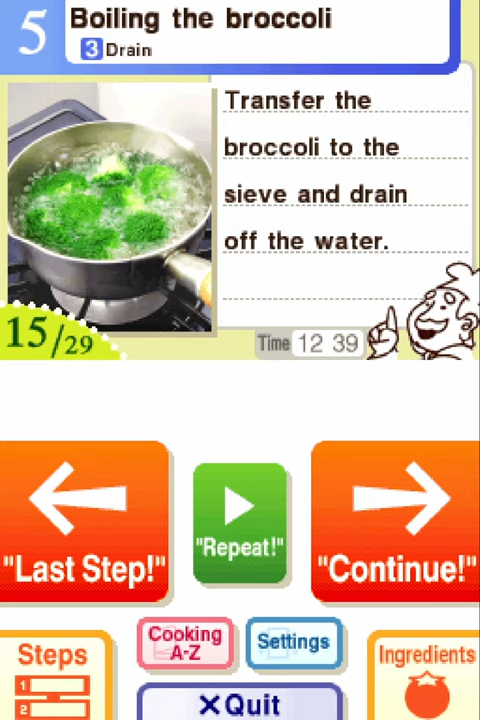 5
Boiling the broccoli
3 Drain
Transfer the
broccoli to the
sieve and drain
off the water.
15/29
Time 12 39
"Last Step!"
"Repeat!"
"Continue!"
Steps
1
2
Cooking
A-Z
Settings
Ingredients
×Quit